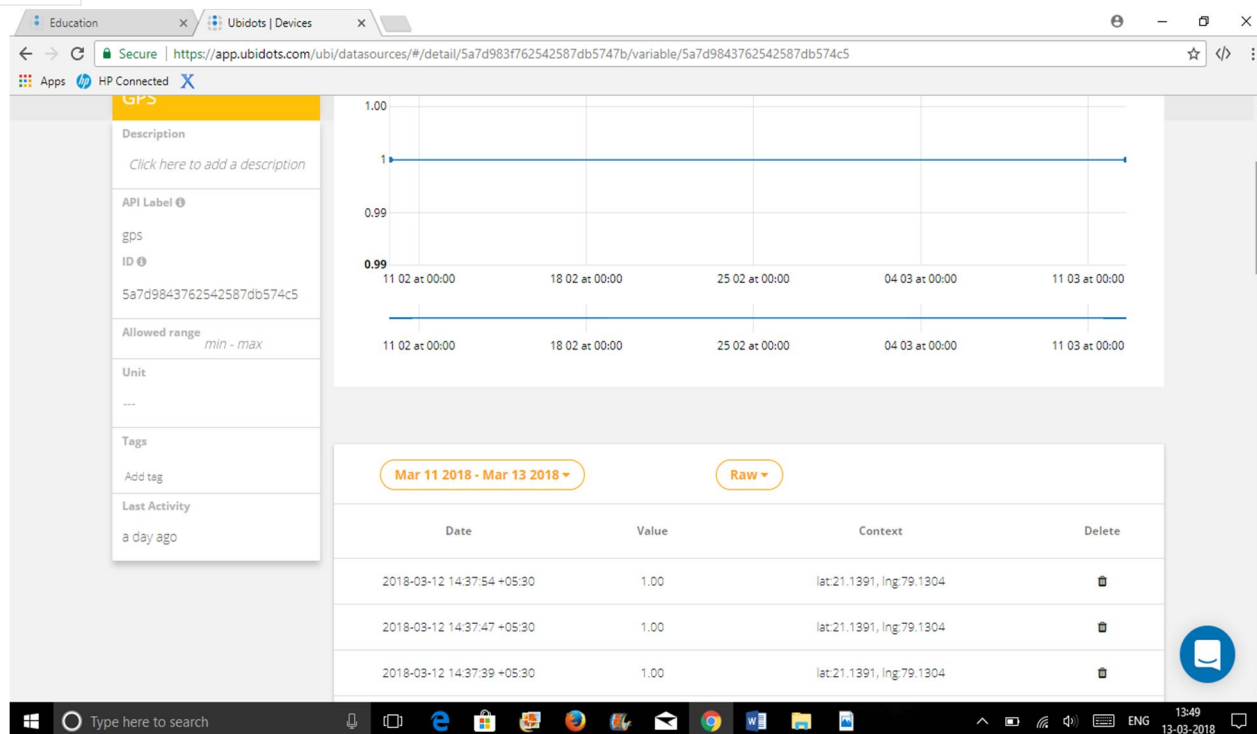 Education
Ubidots | Devices
Secure | https://app.ubidots.com/ubi/datasources/#/detail/5a7d983f762542587db5747b/variable/5a7d9843762542587db574c5
Apps HP Connected
GPS
Description
Click here to add a description
API Label
gps
ID
5a7d9843762542587db574c5
Allowed range
min - max
Unit
---
Tags
Add tag
Last Activity
a day ago
1.00
1
0.99
0.99
11 02 at 00:00 18 02 at 00:00 25 02 at 00:00 04 03 at 00:00 11 03 at 00:00
11 02 at 00:00 18 02 at 00:00 25 02 at 00:00 04 03 at 00:00 11 03 at 00:00
Mar 11 2018 - Mar 13 2018 Raw
Date Value Context Delete
2018-03-12 14:37:54 +05:30 1.00 lat:21.1391, lng:79.1304
2018-03-12 14:37:47 +05:30 1.00 lat:21.1391, lng:79.1304
2018-03-12 14:37:39 +05:30 1.00 lat:21.1391, lng:79.1304
Type here to search
ENG
13:49
13-03-2018